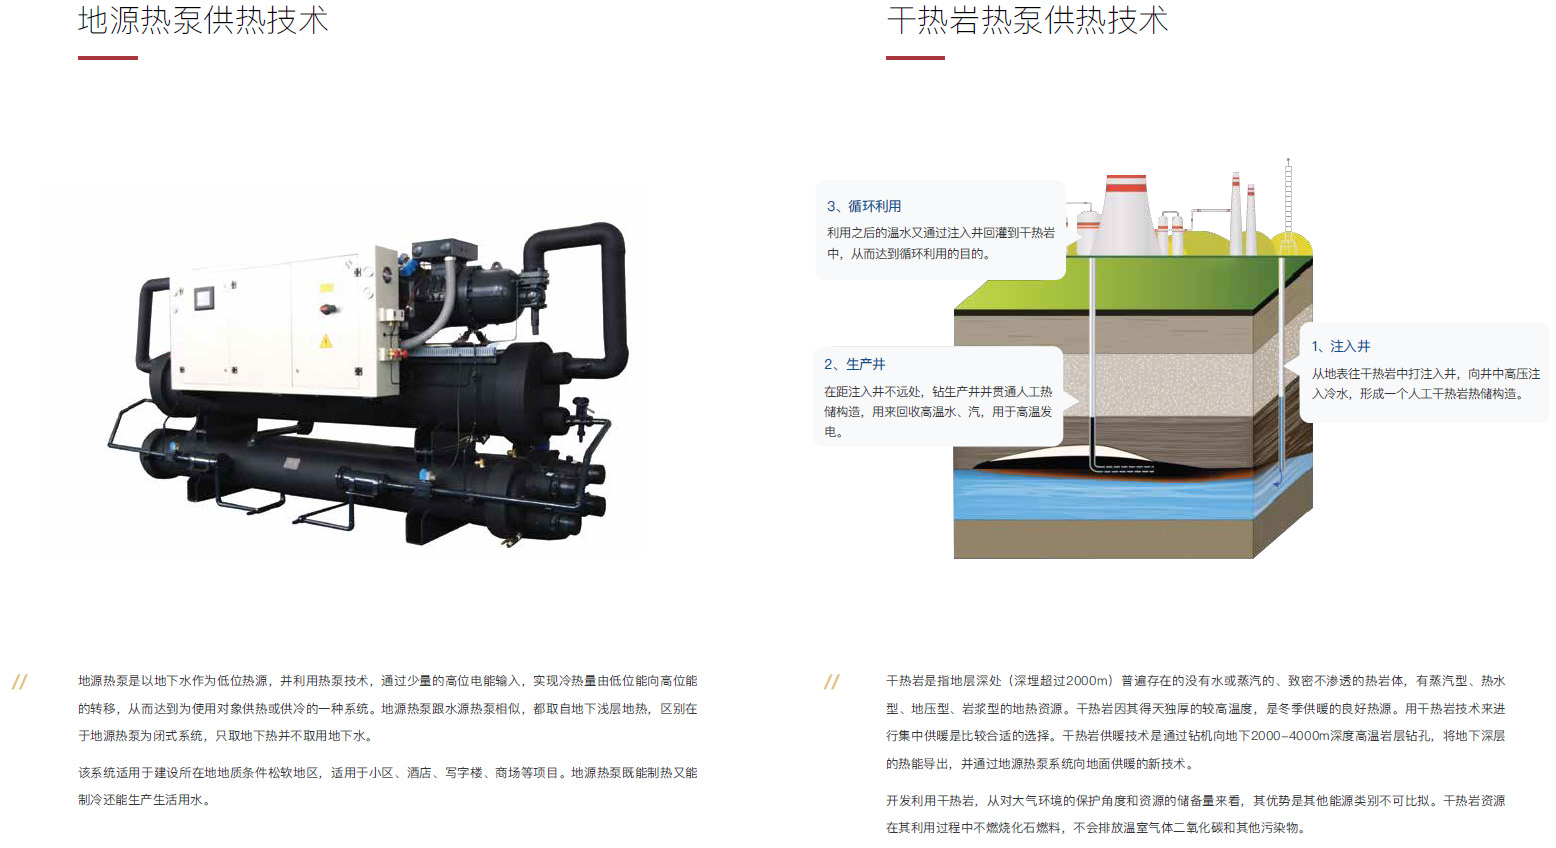 地源热泵供热技术
地源热泵是以地下水作为低位热源，并利用热泵技术，通过少量的高位电能输入，实现冷热量由低位能向高位能
的转移，从而达到为使用对象供热或供冷的一种系统。地源热泵跟水源热泵相似，都取自地下浅层地热，区别在
于地源热泵为闭式系统，只取地下热并不取用地下水。
该系统适用于建设所在地地质条件松软地区，适用于小区、酒店、写字楼、商场等项目。地源热泵既能制热又能
制冷还能生产生活用水。
干热岩热泵供热技术
3、循环利用
利用之后的温水又通过注入井回灌到干热岩
中，从而达到循环利用的目的。
2、生产井
在距注入井不远处，钻生产井并贯通人工热
储构造，用来回收高温水、汽，用于高温发
电。
1、注入井
从地表往干热岩中打注入井，向井中高压注
入冷水，形成一个人工干热岩热储构造。
干热岩是指地层深处（深埋超过2000m）普遍存在的没有水或蒸汽的、致密不渗透的热岩体，有蒸汽型、热水
型、地压型、岩浆型的地热资源。干热岩因其得天独厚的较高温度，是冬季供暖的良好热源。用干热岩技术来进
行集中供暖是比较合适的选择。干热岩供暖技术是通过钻机向地下2000-4000m深度高温岩层钻孔，将地下深层
的热能导出，并通过地源热泵系统向地面供暖的新技术。
开发利用干热岩，从对大气环境的保护角度和资源的储备量来看，其优势是其他能源类别不可比拟。干热岩资源
在其利用过程中不燃烧化石燃料，不会排放温室气体二氧化碳和其他污染物。